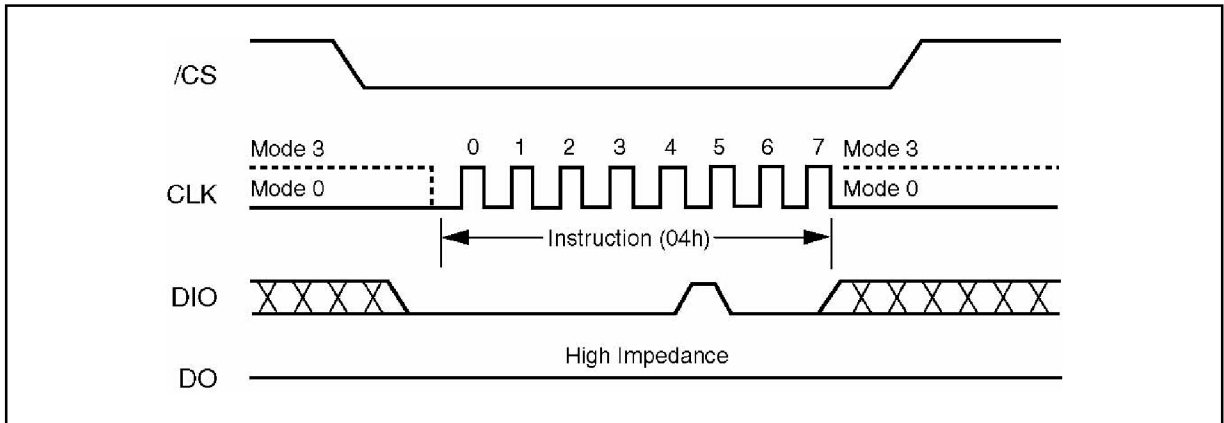 /CS
Mode 3 0 1 2 3 4 5 6 7 Mode 3
CLK Mode 0 Mode 0
Instruction (04h)
DIO
High Impedance
DO